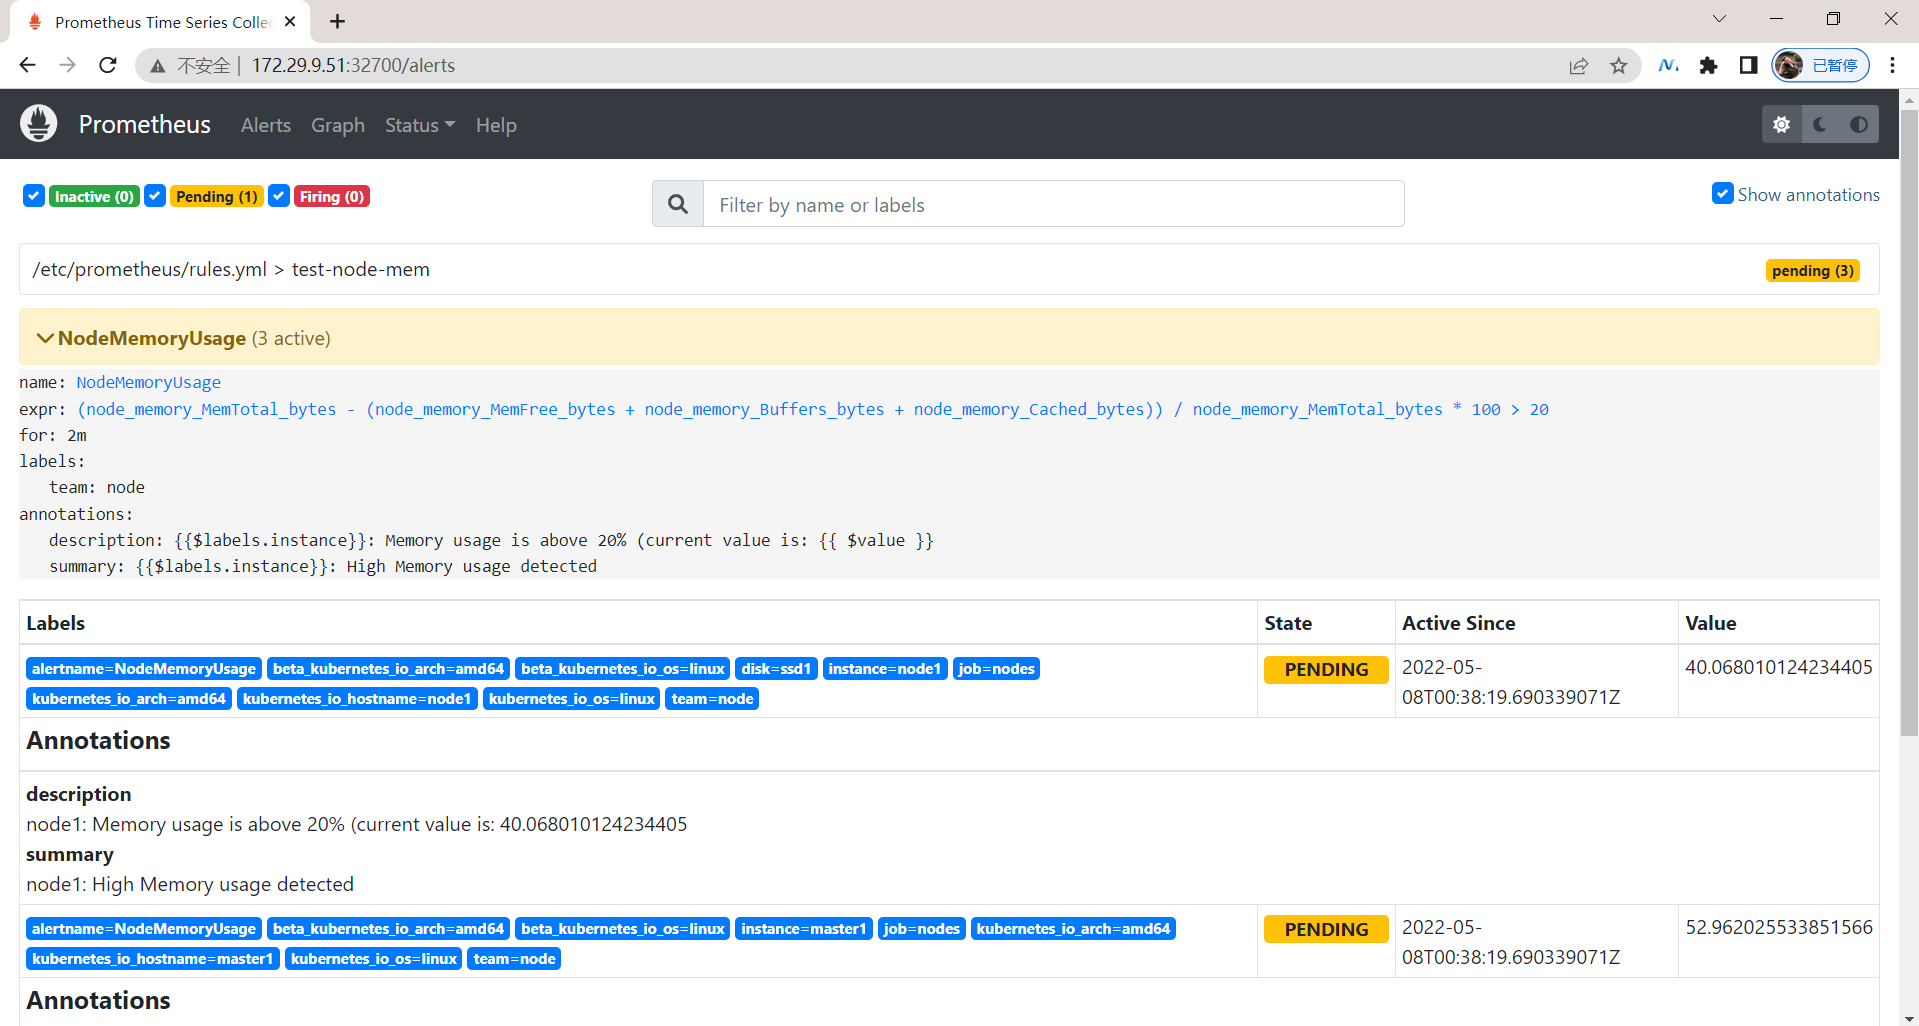 Prometheus Time Series Collec
不安全 | 172.29.9.51:32700/alerts
已暂停
Prometheus Alerts Graph Status Help
Inactive (0) Pending (1) Firing (0)
Filter by name or labels
Show annotations
/etc/prometheus/rules.yml > test-node-mem
pending (3)
NodeMemoryUsage (3 active)
name: NodeMemoryUsage
expr: (node_memory_MemTotal_bytes - (node_memory_MemFree_bytes + node_memory_Buffers_bytes + node_memory_Cached_bytes)) / node_memory_MemTotal_bytes * 100 > 20
for: 2m
labels:
team: node
annotations:
description: {{$labels.instance}}: Memory usage is above 20% (current value is: {{ $value }}
summary: {{$labels.instance}}: High Memory usage detected
Labels State Active Since Value
alertname=NodeMemoryUsage beta_kubernetes_io_arch=amd64 beta_kubernetes_io_os=linux disk=ssd1 instance=node1 job=nodes
kubernetes_io_arch=amd64 kubernetes_io_hostname=node1 kubernetes_io_os=linux team=node
PENDING
2022-05-
08T00:38:19.690339071Z
40.068010124234405
Annotations
description
node1: Memory usage is above 20% (current value is: 40.068010124234405
summary
node1: High Memory usage detected
alertname=NodeMemoryUsage beta_kubernetes_io_arch=amd64 beta_kubernetes_io_os=linux instance=master1 job=nodes kubernetes_io_arch=amd64
kubernetes_io_hostname=master1 kubernetes_io_os=linux team=node
PENDING
2022-05-
08T00:38:19.690339071Z
52.962025533851566
Annotations